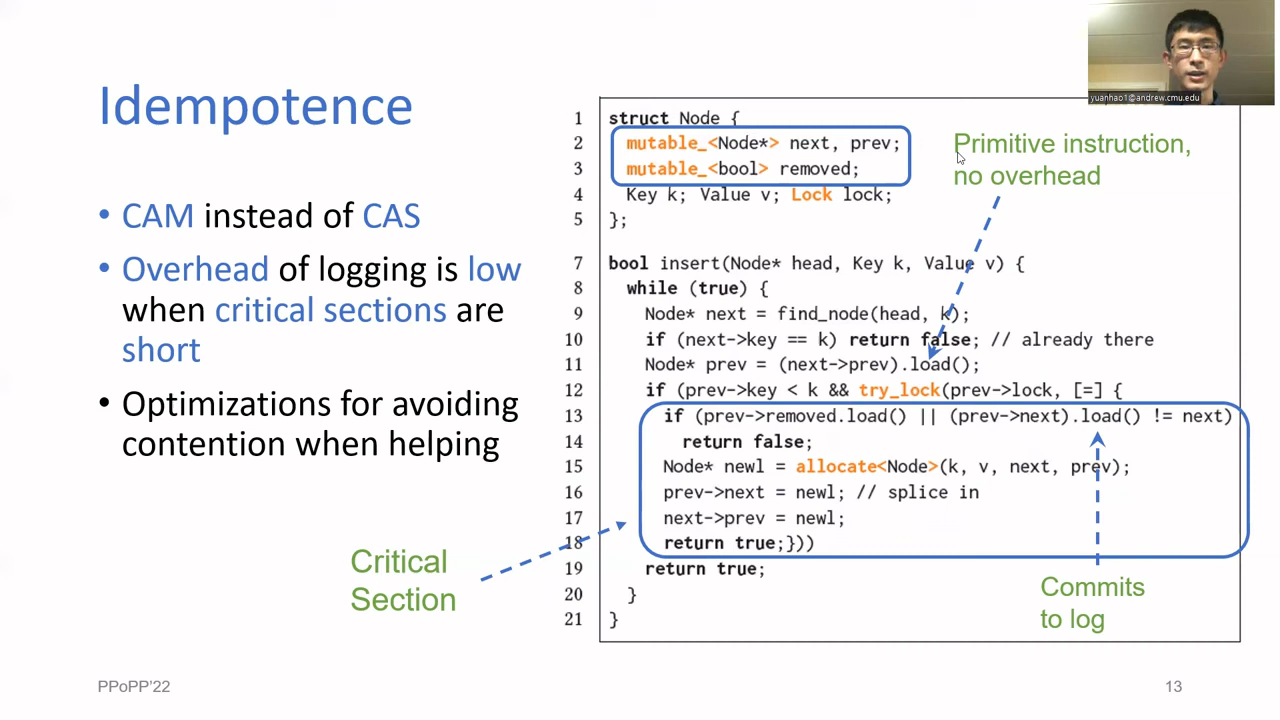 yuanhao1@andrew.cmu.edu
Idempotence
• CAM instead of CAS
• Overhead of logging is low
when critical sections are
short
• Optimizations for avoiding
contention when helping
1 struct Node {
2 mutable_<Node*> next, prev;
3 mutable_<bool> removed;
4 Key k; Value v; Lock lock;
5 };
7 bool insert(Node* head, Key k, Value v) {
8 while (true) {
9 Node* next = find_node(head, k);
10 if (next->key == k) return false; // already there
11 Node* prev = (next->prev).load();
12 if (prev->key < k && try_lock(prev->lock, [=] {
13 if (prev->removed.load() || (prev->next).load() != next)
14 return false;
15 Node* newl = allocate<Node>(k, v, next, prev);
16 prev->next = newl; // splice in
17 next->prev = newl;
18 return true;}))
19 return true;
20 }
21 }
Primitive instruction,
no overhead
Critical
Section
Commits
to log
PPoPP’22
13